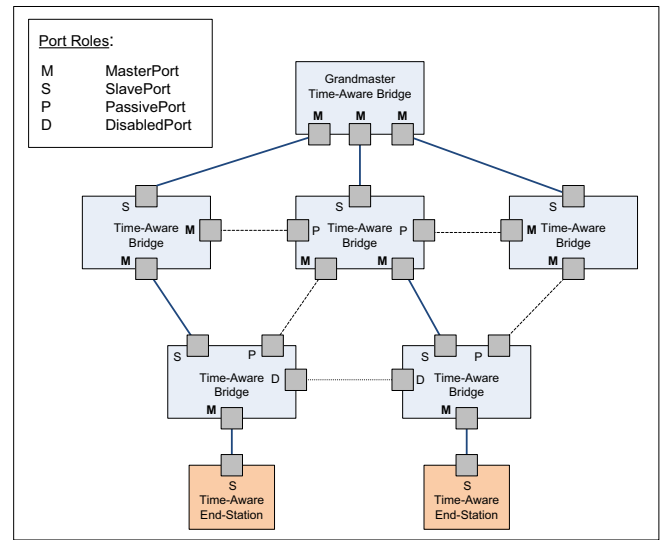 Port Roles:
M MasterPort
S SlavePort
P PassivePort
D DisabledPort
Grandmaster
Time-Aware Bridge
M M M
S S S
Time-Aware M P Time-Aware P M Time-Aware
Bridge Bridge Bridge
M M M M
S P S P
Time-Aware D D Time-Aware
Bridge Bridge
M M
S S
Time-Aware Time-Aware
End-Station End-Station